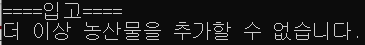 ====입고====
더 이상 농산물을 추가할 수 없습니다.